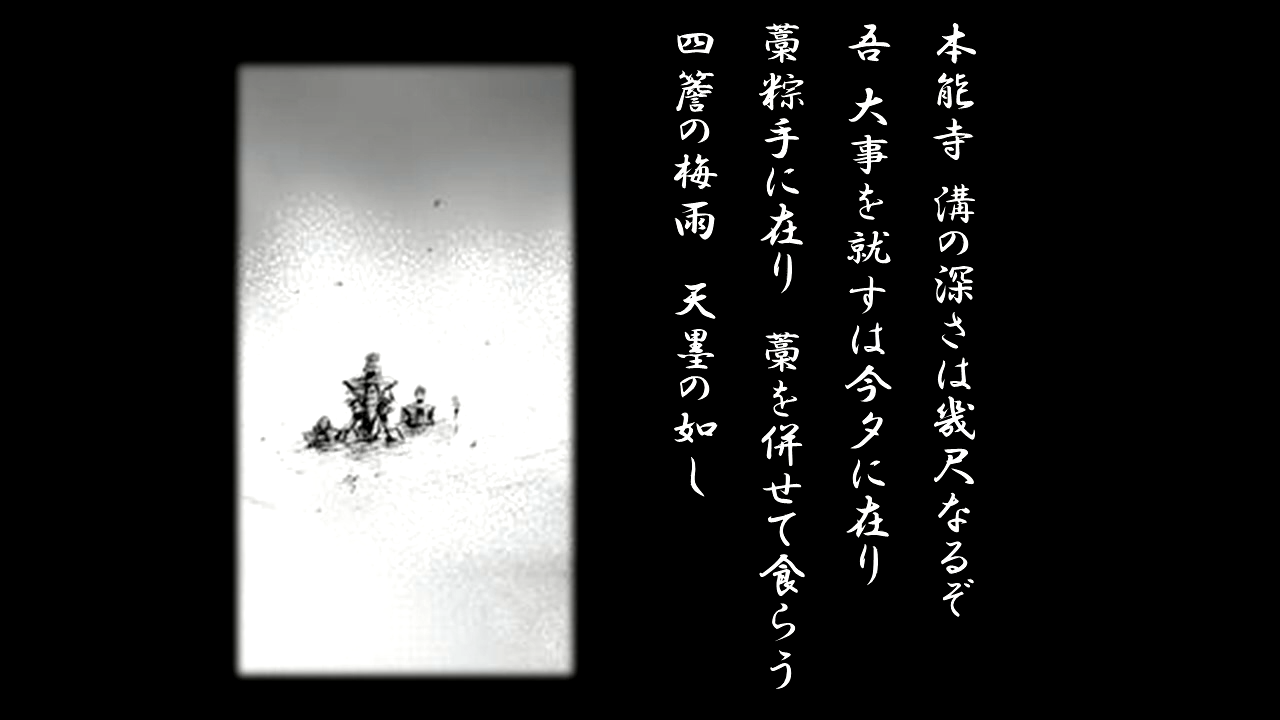 本能寺 溝の深さは幾尺なるぞ
吾 大事を就すは今夕に在り
藁粽手に在り 藁を併せて食らう
四簷の梅雨 天墨の如し